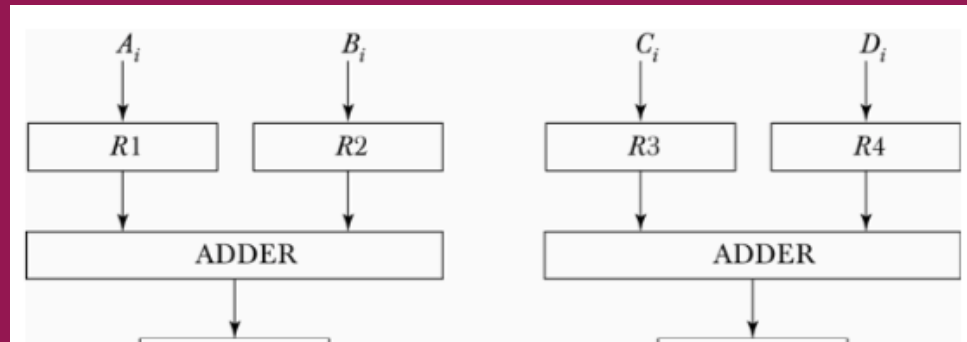 A_i B_i C_i D_i
R1 R2 R3 R4
ADDER ADDER